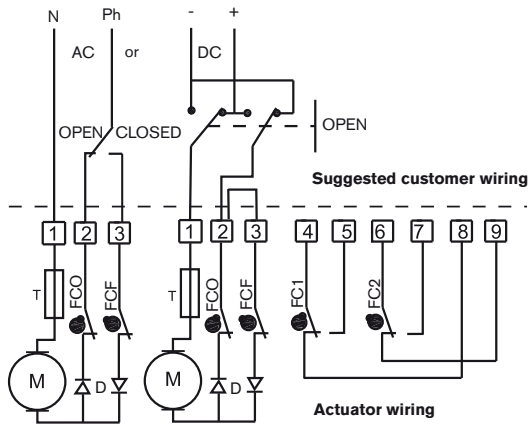 N Ph - +
AC or DC
OPEN CLOSED
OPEN
Suggested customer wiring
1 2 3 1 2 3 4 5 6 7 8 9
T FCO FCF T FCO FCF FC1 FC2
M D M D
Actuator wiring